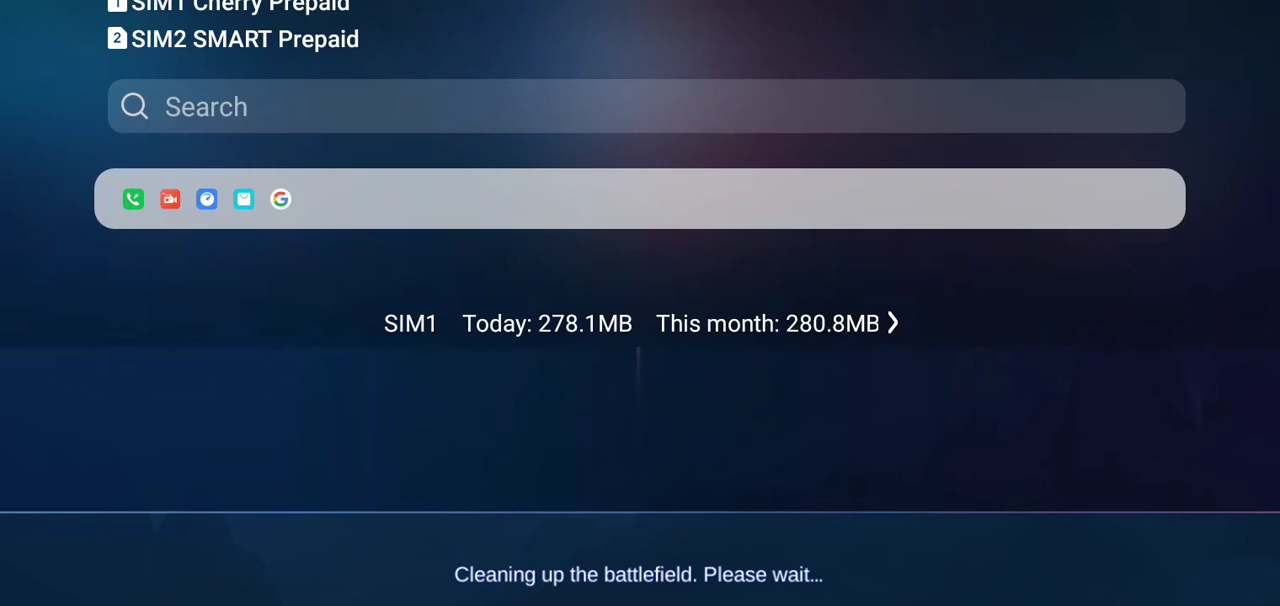 SIM1 Cherry Prepaid
2 SIM2 SMART Prepaid
Search
SIM1 Today: 278.1MB This month: 280.8MB
Cleaning up the battlefield. Please wait...